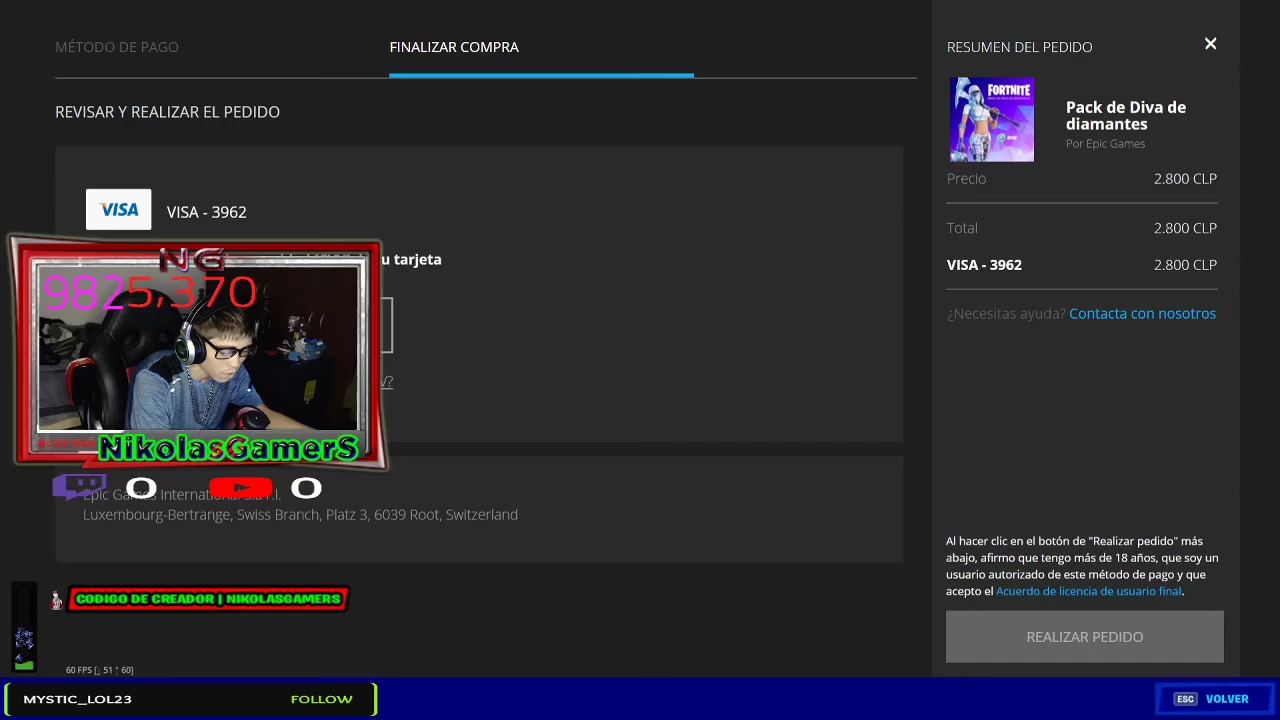 MÉTODO DE PAGO
FINALIZAR COMPRA
REVISAR Y REALIZAR EL PEDIDO
VISA
VISA - 3962
u tarjeta
NG
9825,370
V?
NikolasGamerS
0
0
Epic Games International S.à r.l.
Luxembourg-Bertrange, Swiss Branch, Platz 3, 6039 Root, Switzerland
CODIGO DE CREADOR | NIKOLASGAMERS
60 FPS [↓ 51 ↑ 60]
MYSTIC_LOL23
FOLLOW
RESUMEN DEL PEDIDO
FORTNITE
Pack de Diva de
diamantes
Por Epic Games
Precio 2.800 CLP
Total 2.800 CLP
VISA - 3962 2.800 CLP
¿Necesitas ayuda? Contacta con nosotros
Al hacer clic en el botón de "Realizar pedido" más
abajo, afirmo que tengo más de 18 años, que soy un
usuario autorizado de este método de pago y que
acepto el Acuerdo de licencia de usuario final.
REALIZAR PEDIDO
ESC VOLVER